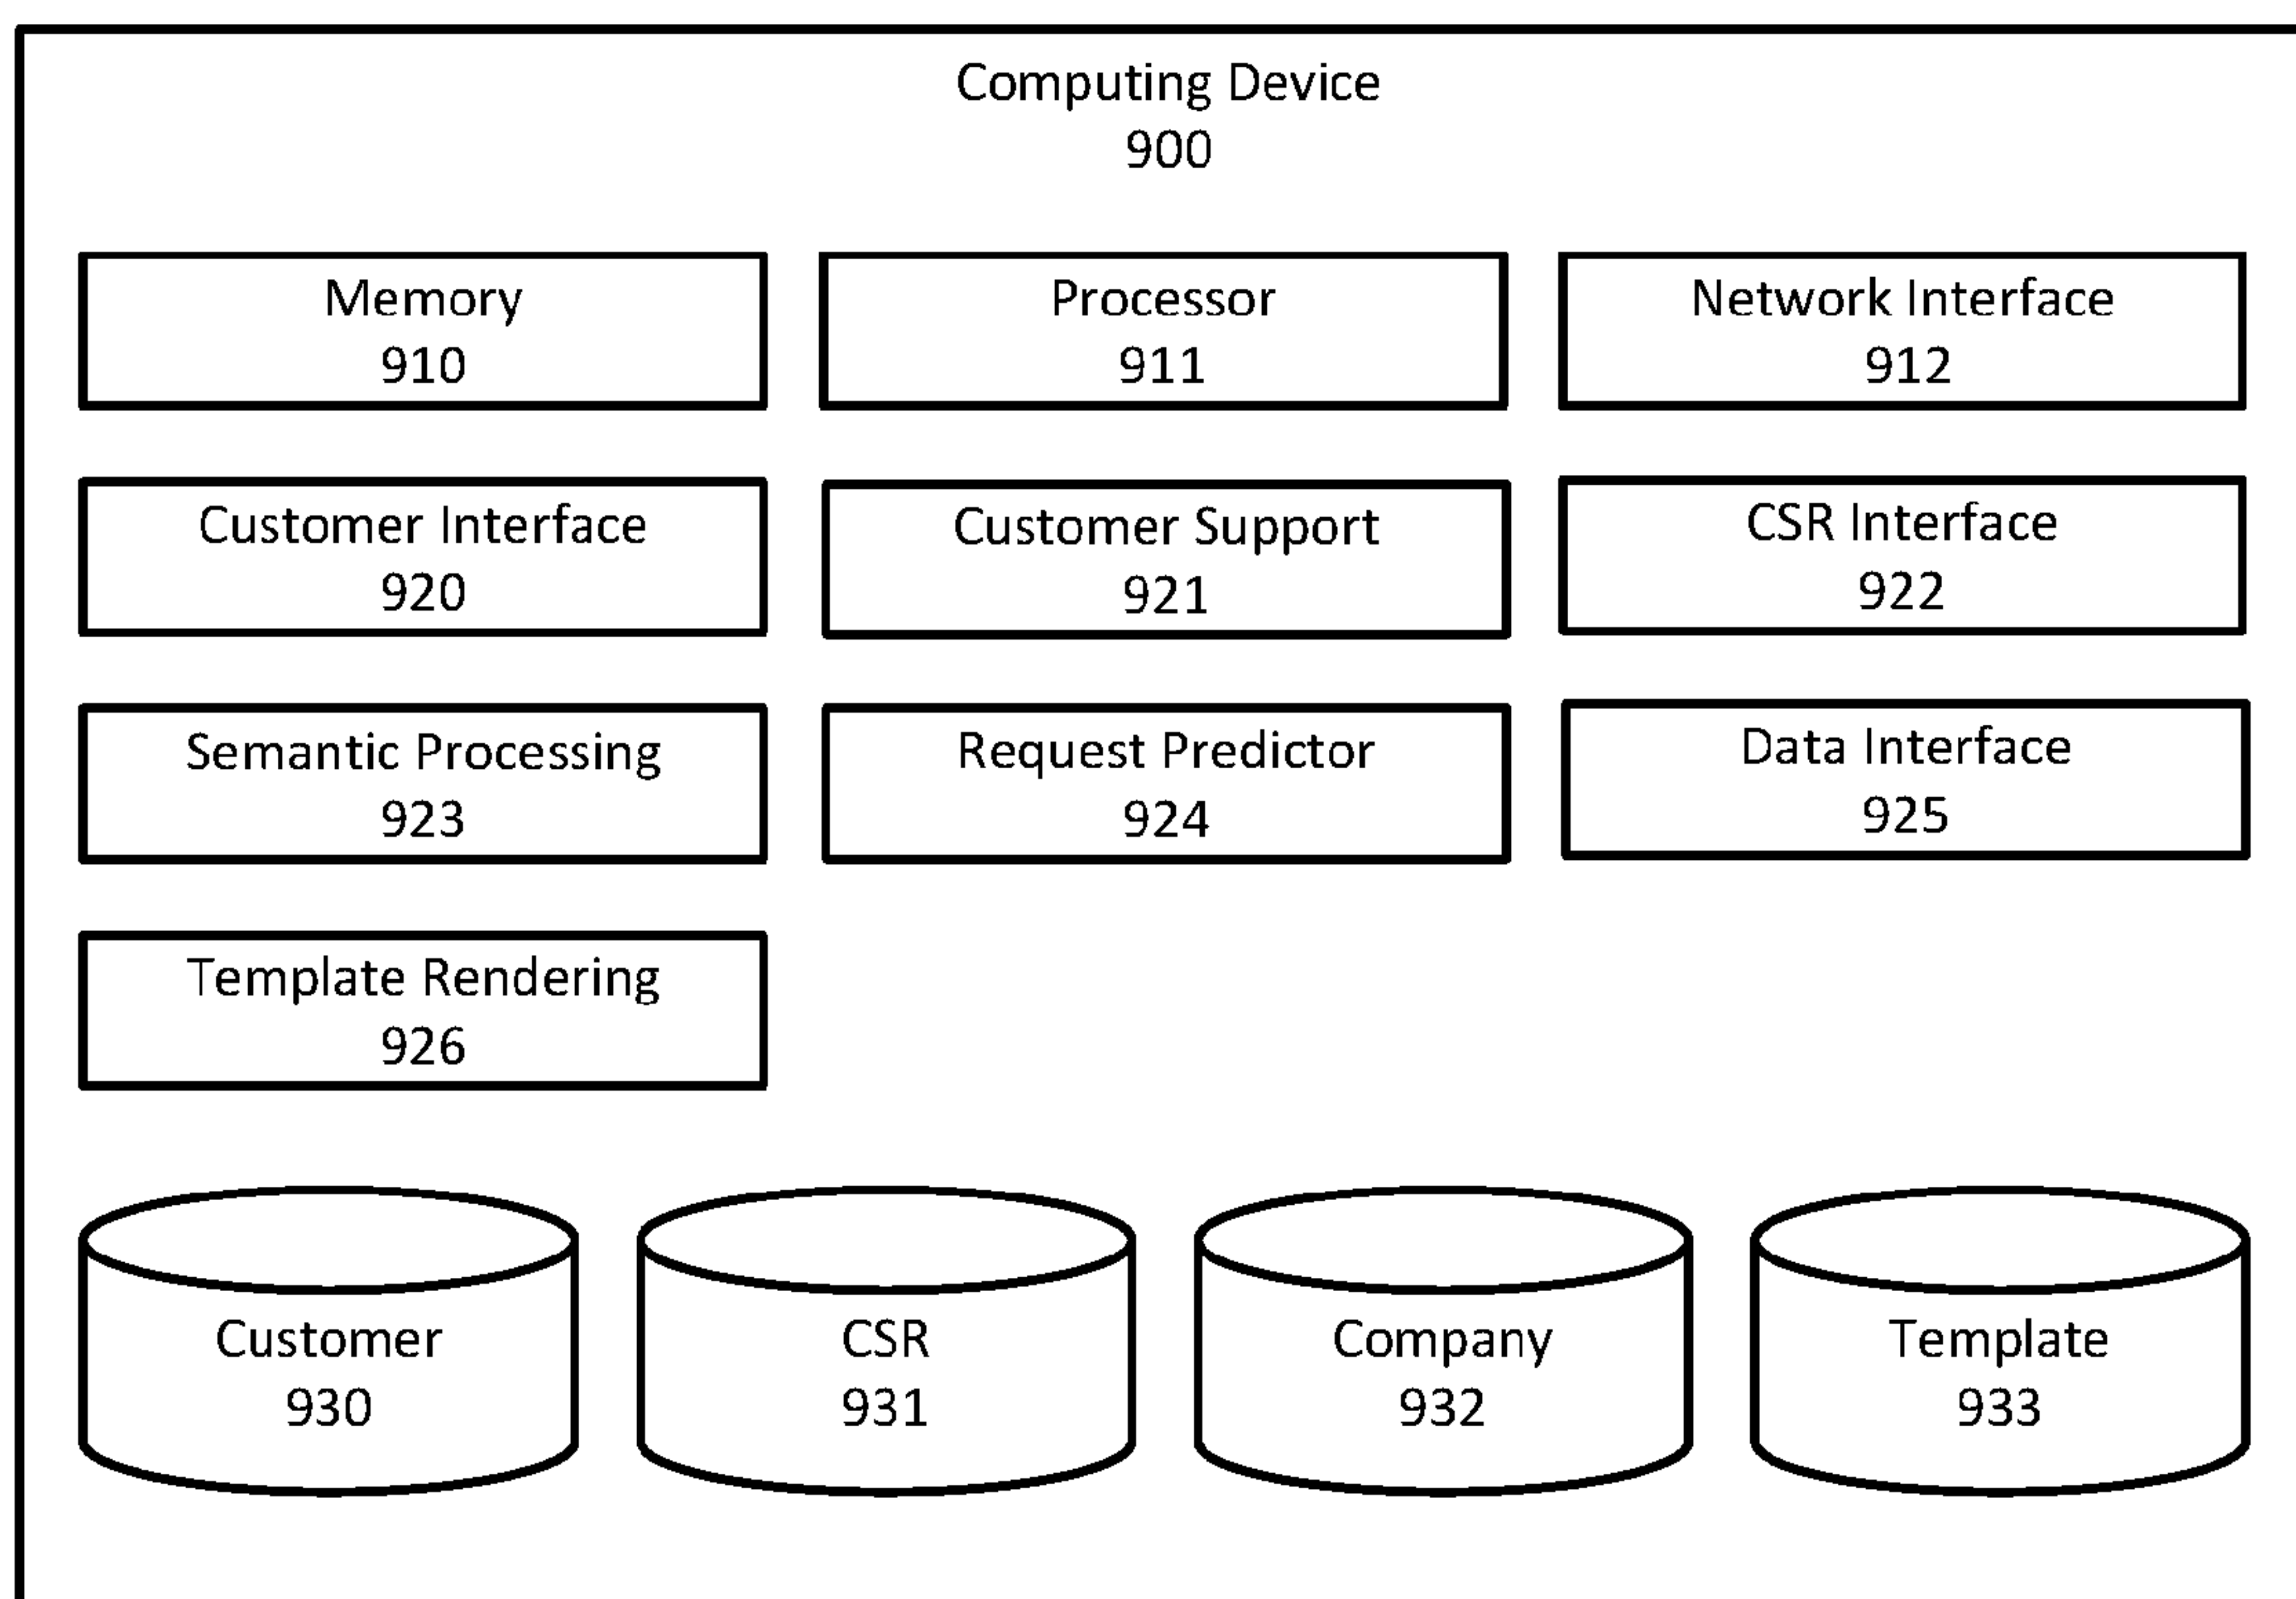 Computing Device
900
Memory
910
Processor
911
Network Interface
912
Customer Interface
920
Customer Support
921
CSR Interface
922
Semantic Processing
923
Request Predictor
924
Data Interface
925
Template Rendering
926
Customer
930
CSR
931
Company
932
Template
933